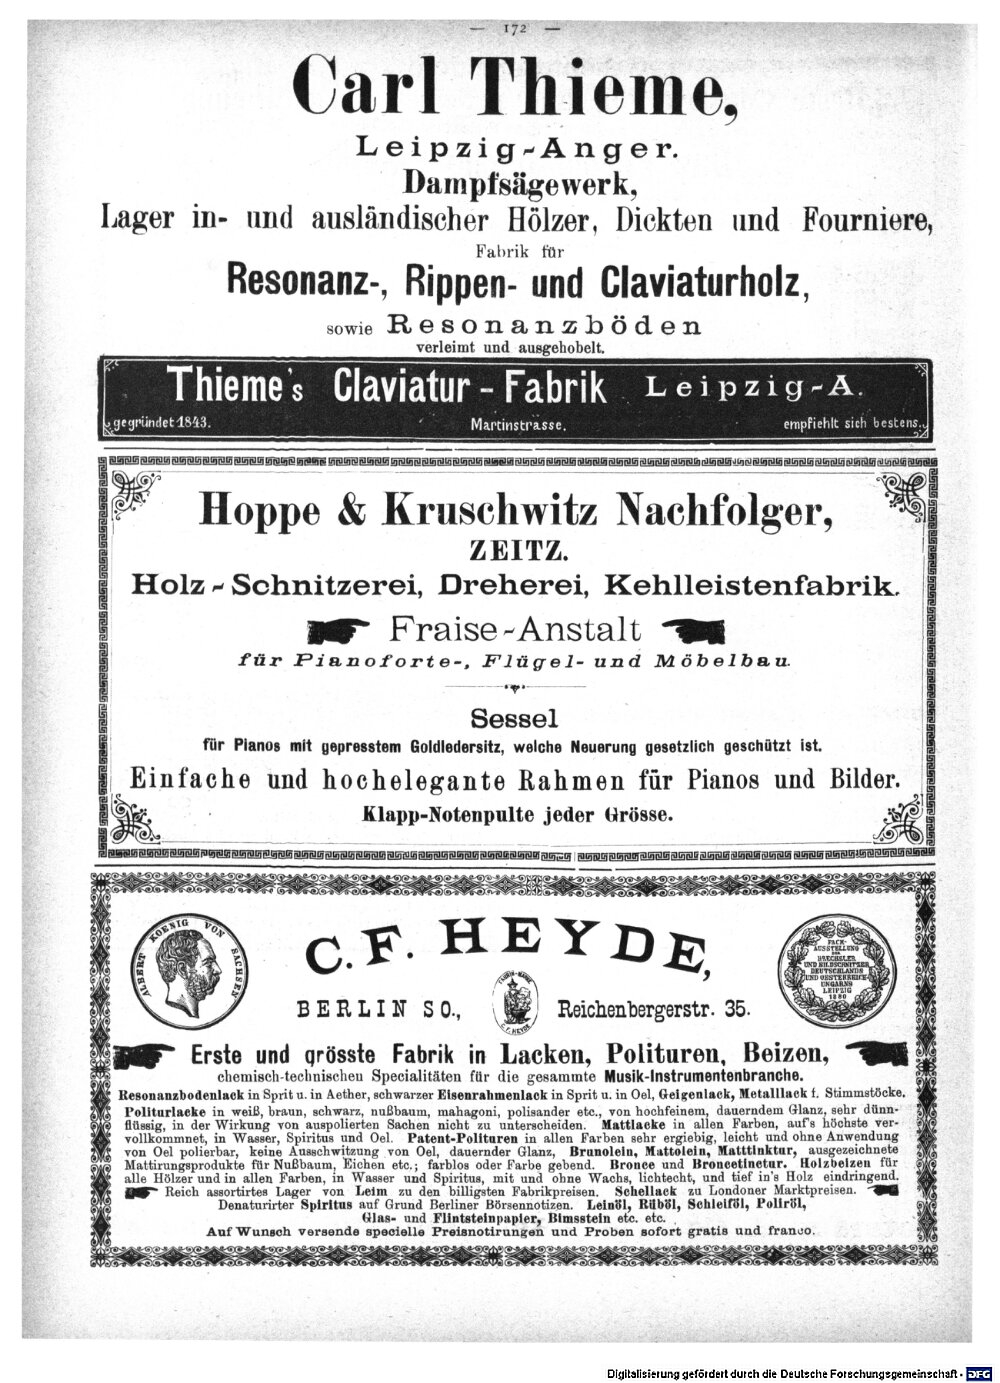 — 172 —
Carl Thieme,
Leipzig-Anger.
Dampfsägewerk,
Lager in- und ausländischer Hölzer, Dickten und Fourniere,
Fabrik für
Resonanz-, Rippen- und Claviaturholz,
sowie Resonanzböden
verleimt und ausgehobelt.
Thieme's Claviatur-Fabrik Leipzig-A.
gegründet 1843. Martinstrasse. empfiehlt sich bestens.
Hoppe & Kruschwitz Nachfolger,
ZEITZ.
Holz-Schnitzerei, Dreherei, Kehlleistenfabrik.
Fraise-Anstalt
für Pianoforte-, Flügel- und Möbelbau.
Sessel
für Pianos mit gepresstem Goldledersitz, welche Neuerung gesetzlich geschützt ist.
Einfache und hochelegante Rahmen für Pianos und Bilder.
Klapp-Notenpulte jeder Grösse.
ALBERT KOENIG VON SACHSEN
C. F. HEYDE,
FACH-
AUSSTELLUNG
DER
DRECHSLER
UND BILDSCHNITZER
DEUTSCHLANDS
UND OESTERREICH-
UNGARNS
LEIPZIG
1880
BERLIN SO., Reichenbergerstr. 35.
FABRIK-MARKE
C. F. HEYDE
Erste und grösste Fabrik in Lacken, Polituren, Beizen,
chemisch-technischen Specialitäten für die gesammte Musik-Instrumentenbranche.
Resonanzbodenlack in Sprit u. in Aether, schwarzer Eisenrahmenlack in Sprit u. in Oel, Geigenlack, Metalllack f. Stimmstöcke.
Politurlacke in weiß, braun, schwarz, nußbaum, mahagoni, polisander etc., von hochfeinem, dauerndem Glanz, sehr dünn-
flüssig, in der Wirkung von auspolierten Sachen nicht zu unterscheiden. Mattlacke in allen Farben, auf's höchste ver-
vollkommnet, in Wasser, Spiritus und Oel. Patent-Polituren in allen Farben sehr ergiebig, leicht und ohne Anwendung
von Oel polierbar, keine Ausschwitzung von Oel, dauernder Glanz, Brunolein, Mattolein, Matttinktur, ausgezeichnete
Mattirungsprodukte für Nußbaum, Eichen etc.; farblos oder Farbe gebend. Bronce und Broncetinctur. Holzbeizen für
alle Hölzer und in allen Farben, in Wasser und Spiritus, mit und ohne Wachs, lichtecht, und tief in's Holz eindringend.
Reich assortirtes Lager von Leim zu den billigsten Fabrikpreisen. Schellack zu Londoner Marktpreisen.
Denaturirter Spiritus auf Grund Berliner Börsennotizen. Leinöl, Rüböl, Schleiföl, Poliröl,
Glas- und Flintsteinpapier, Bimsstein etc. etc.
Auf Wunsch versende specielle Preisnotirungen und Proben sofort gratis und franco.
Digitalisierung gefördert durch die Deutsche Forschungsgemeinschaft - DFG